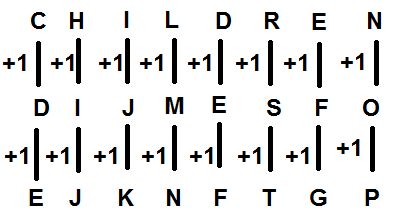 C H I L D R E N
+1 +1 +1 +1 +1 +1 +1 +1
D I J M E S F O
+1 +1 +1 +1 +1 +1 +1 +1
E J K N F T G P